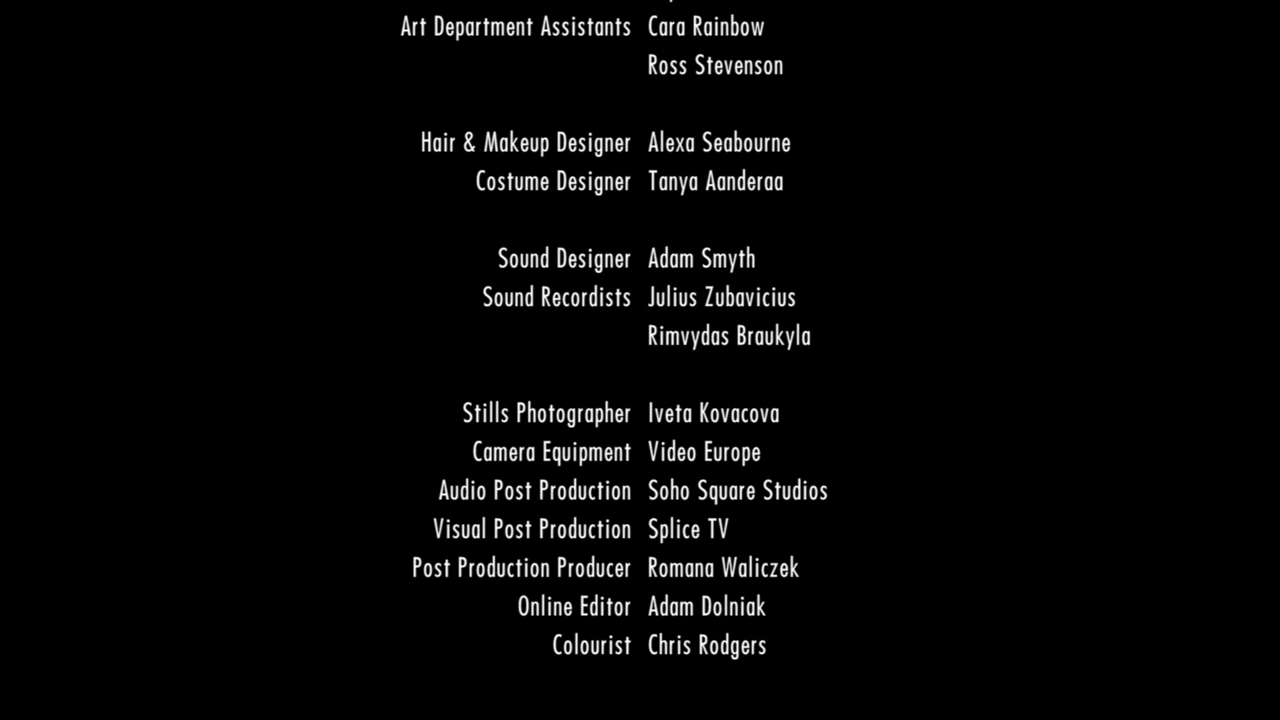 Art Department Assistants Cara Rainbow
Ross Stevenson
Hair & Makeup Designer Alexa Seabourne
Costume Designer Tanya Aanderaa
Sound Designer Adam Smyth
Sound Recordists Julius Zubavicius
Rimvydas Braukyla
Stills Photographer Iveta Kovacova
Camera Equipment Video Europe
Audio Post Production Soho Square Studios
Visual Post Production Splice TV
Post Production Producer Romana Waliczek
Online Editor Adam Dolniak
Colourist Chris Rodgers